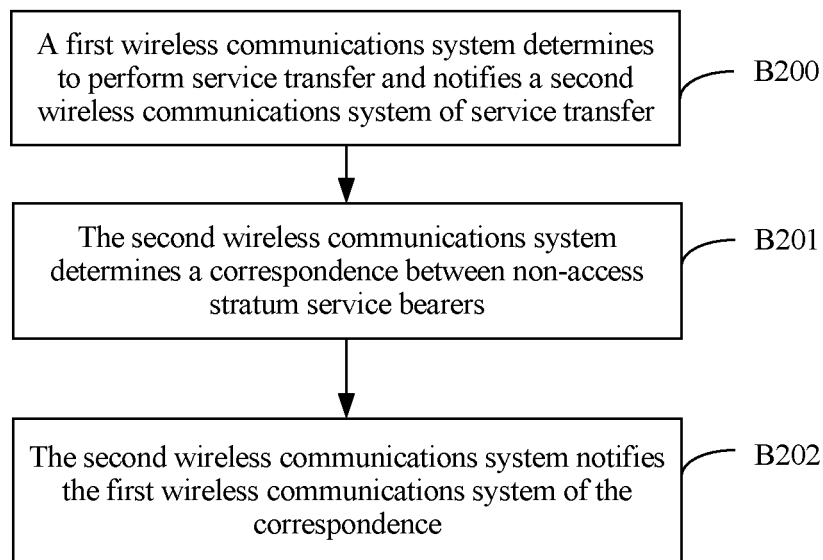 A first wireless communications system determines
to perform service transfer and notifies a second
wireless communications system of service transfer
B200
The second wireless communications system
determines a correspondence between non-access
stratum service bearers
B201
The second wireless communications system notifies
the first wireless communications system of the
correspondence
B202